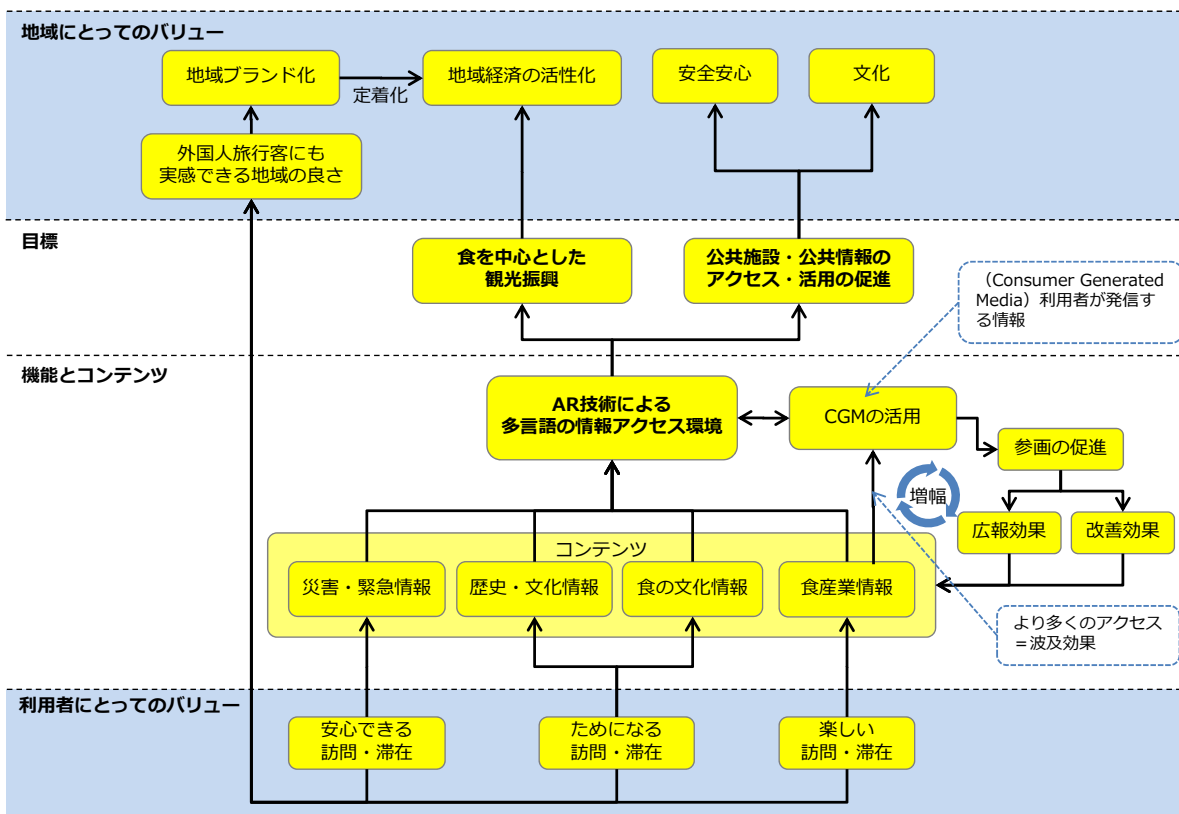 地域にとってのバリュー
地域ブランド化
定着化
地域経済の活性化
安全安心
文化
外国人旅行客にも
実感できる地域の良さ
目標
食を中心とした
観光振興
公共施設・公共情報の
アクセス・活用の促進
（Consumer Generated
Media）利用者が発信す
る情報
機能とコンテンツ
AR技術による
多言語の情報アクセス環境
CGMの活用
参画の促進
増幅
広報効果
改善効果
コンテンツ
災害・緊急情報
歴史・文化情報
食の文化情報
食産業情報
より多くのアクセス
＝波及効果
利用者にとってのバリュー
安心できる
訪問・滞在
ためになる
訪問・滞在
楽しい
訪問・滞在